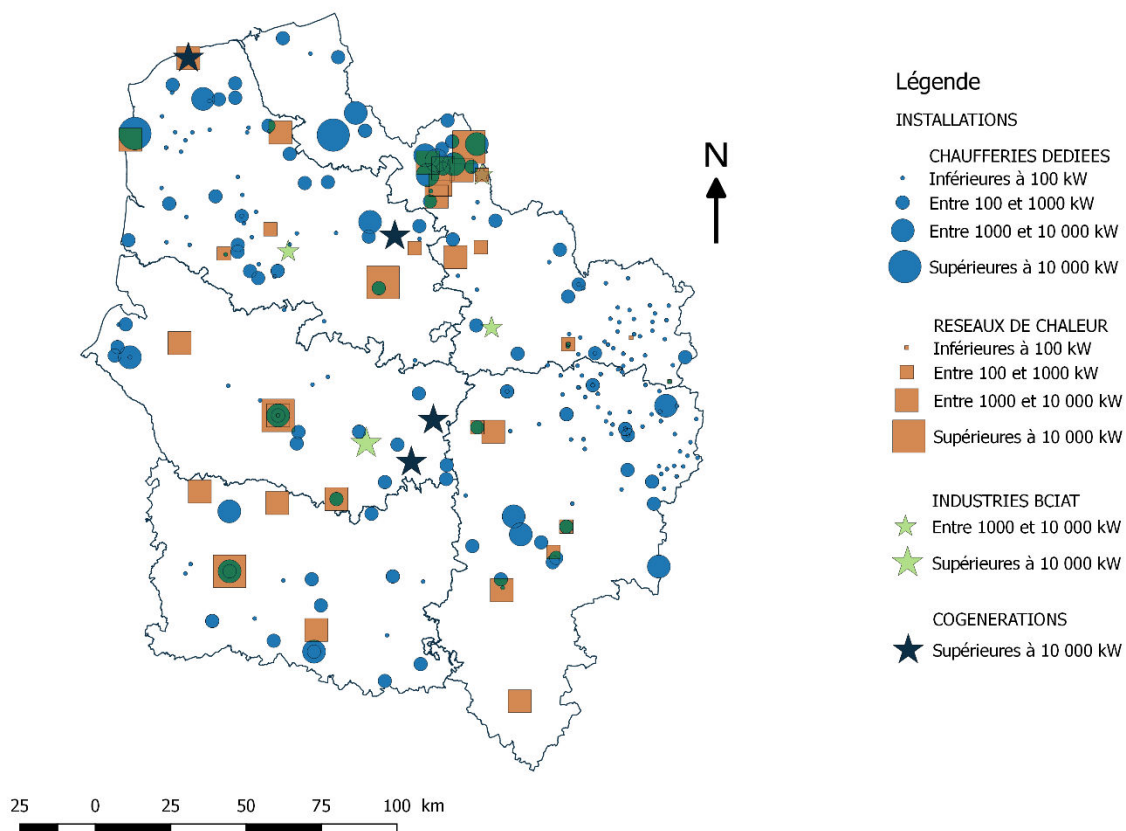 Légende
INSTALLATIONS
CHAUFFERIES DEDIEES
Inférieures à 100 kW
Entre 100 et 1000 kW
Entre 1000 et 10 000 kW
Supérieures à 10 000 kW
N
RESEAUX DE CHALEUR
Inférieures à 100 kW
Entre 100 et 1000 kW
Entre 1000 et 10 000 kW
Supérieures à 10 000 kW
INDUSTRIES BCIAT
Entre 1000 et 10 000 kW
Supérieures à 10 000 kW
COGENERATIONS
Supérieures à 10 000 kW
25 0 25 50 75 100 km